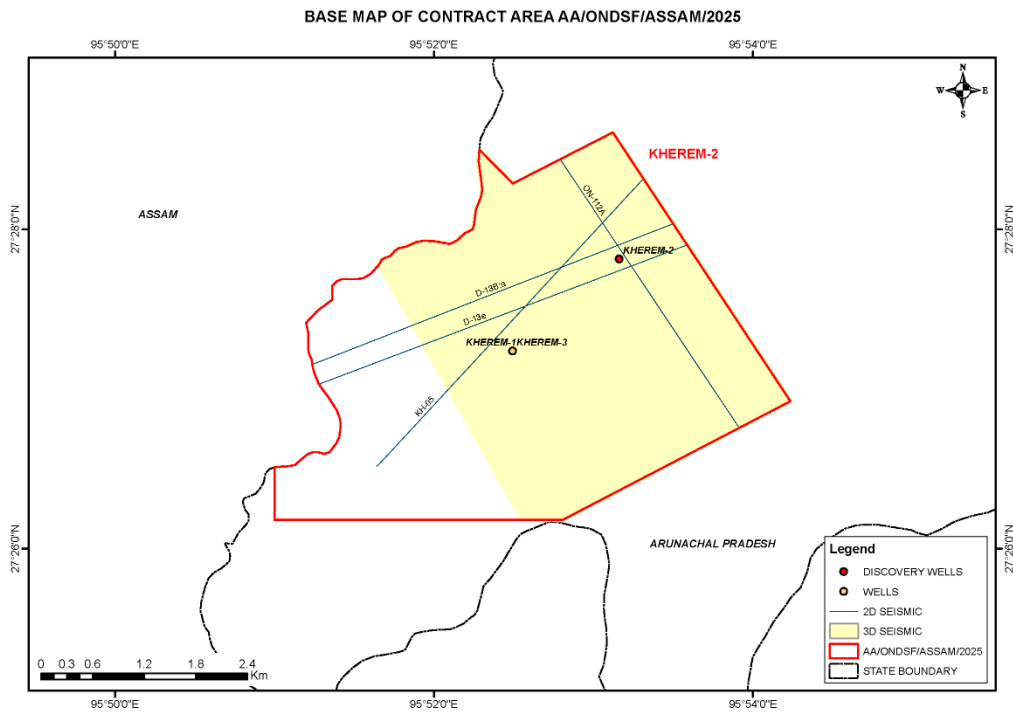 BASE MAP OF CONTRACT AREA AA/ONDSF/ASSAM/2025
95°50'0"E 95°52'0"E 95°54'0"E
N
W E
S
KHEREM-2
ON-112A
ASSAM
27°28'0"N 27°28'0"N
KHEREM-2
D-13B:a
D-13e
KHEREM-1KHEREM-3
KH-05
ARUNACHAL PRADESH
27°26'0"N 27°26'0"N
Legend
DISCOVERY WELLS
WELLS
2D SEISMIC
3D SEISMIC
AA/ONDSF/ASSAM/2025
STATE BOUNDARY
0 0.3 0.6 1.2 1.8 2.4
Km
95°50'0"E 95°52'0"E 95°54'0"E